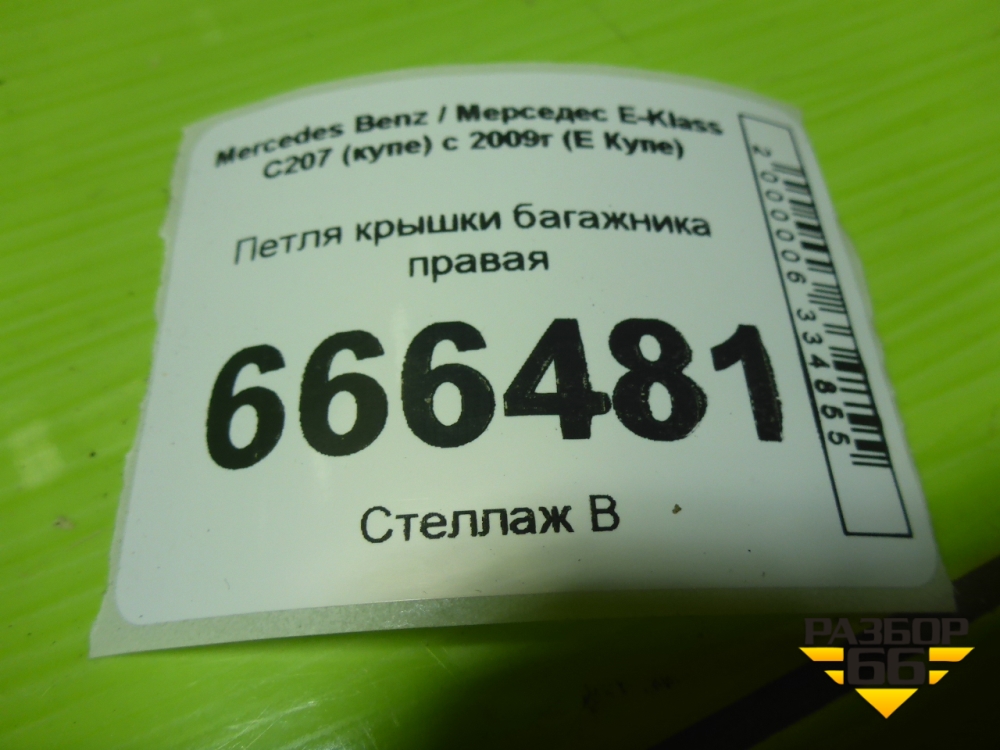 Mercedes Benz / Мерседес E-Klass
C207 (купе) с 2009г (Е Купе)
Петля крышки багажника
правая
666481
Стеллаж В
2000006334855
РАЗБОР
66